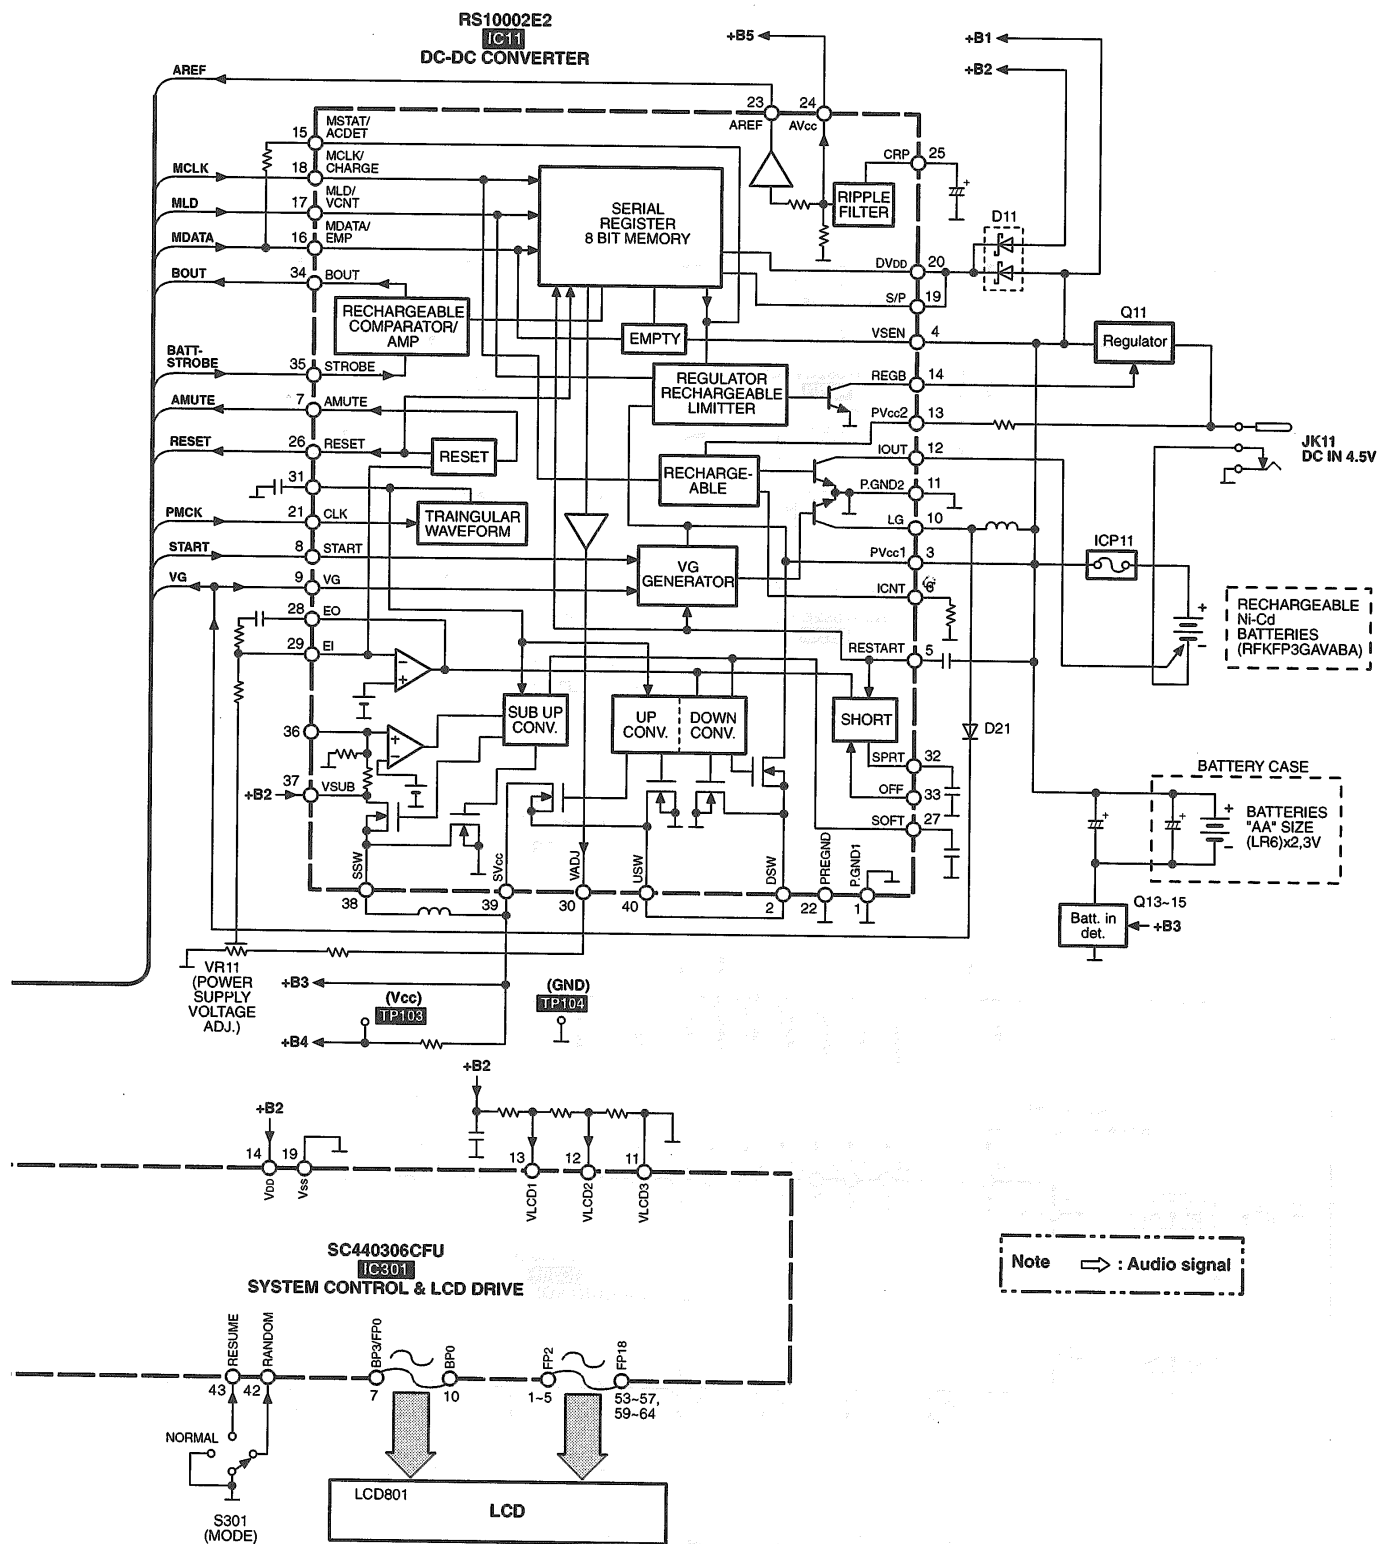 RS10002E2
IC11
DC-DC CONVERTER
+B5
+B1
+B2
AREF
23
AREF
24
AVcc
15
MSTAT/
ACDET
MCLK
18
MCLK/
CHARGE
MLD
17
MLD/
VCNT
MDATA
16
MDATA/
EMP
BOUT
34
BOUT
BATT-
STROBE
35
STROBE
AMUTE
7
AMUTE
RESET
26
RESET
31
PMCK
21
CLK
START
8
START
VG
9
VG
28
EO
29
EI
36
+B2
37
VSUB
SERIAL
REGISTER
8 BIT MEMORY
RIPPLE
FILTER
RECHARGEABLE
COMPARATOR/
AMP
EMPTY
REGULATOR
RECHARGEABLE
LIMITTER
RESET
RECHARGE-
ABLE
TRAINGULAR
WAVEFORM
VG
GENERATOR
SUB UP
CONV.
UP
CONV.
DOWN
CONV.
SHORT
CRP
25
D11
DVDD
20
S/P
19
VSEN
4
Q11
Regulator
REGB
14
PVcc2
13
JK11
DC IN 4.5V
IOUT
12
P.GND2
11
LG
10
PVcc1
3
ICP11
ICNT
6
RESTART
5
RECHARGEABLE
Ni-Cd
BATTERIES
(RFKFP3GAVABA)
D21
SPRT
32
OFF
33
SOFT
27
BATTERY CASE
BATTERIES
"AA" SIZE
(LR6)x2,3V
Q13~15
Batt. in
det.
+B3
SSW
38
SVcc
39
VADJ
30
USW
40
DSW
2
PREGND
22
P.GND1
1
VR11
(POWER
SUPPLY
VOLTAGE
ADJ.)
+B3
(Vcc)
TP103
(GND)
TP104
+B4
+B2
+B2
14
VDD
19
Vss
13
VLCD1
12
VLCD2
11
VLCD3
SC440306CFU
IC301
SYSTEM CONTROL & LCD DRIVE
Note : Audio signal
RESUME
43
RANDOM
42
BP3/FP0
7
BP0
10
FP2
1~5
FP18
53~57,
59~64
NORMAL
S301
(MODE)
LCD801
LCD